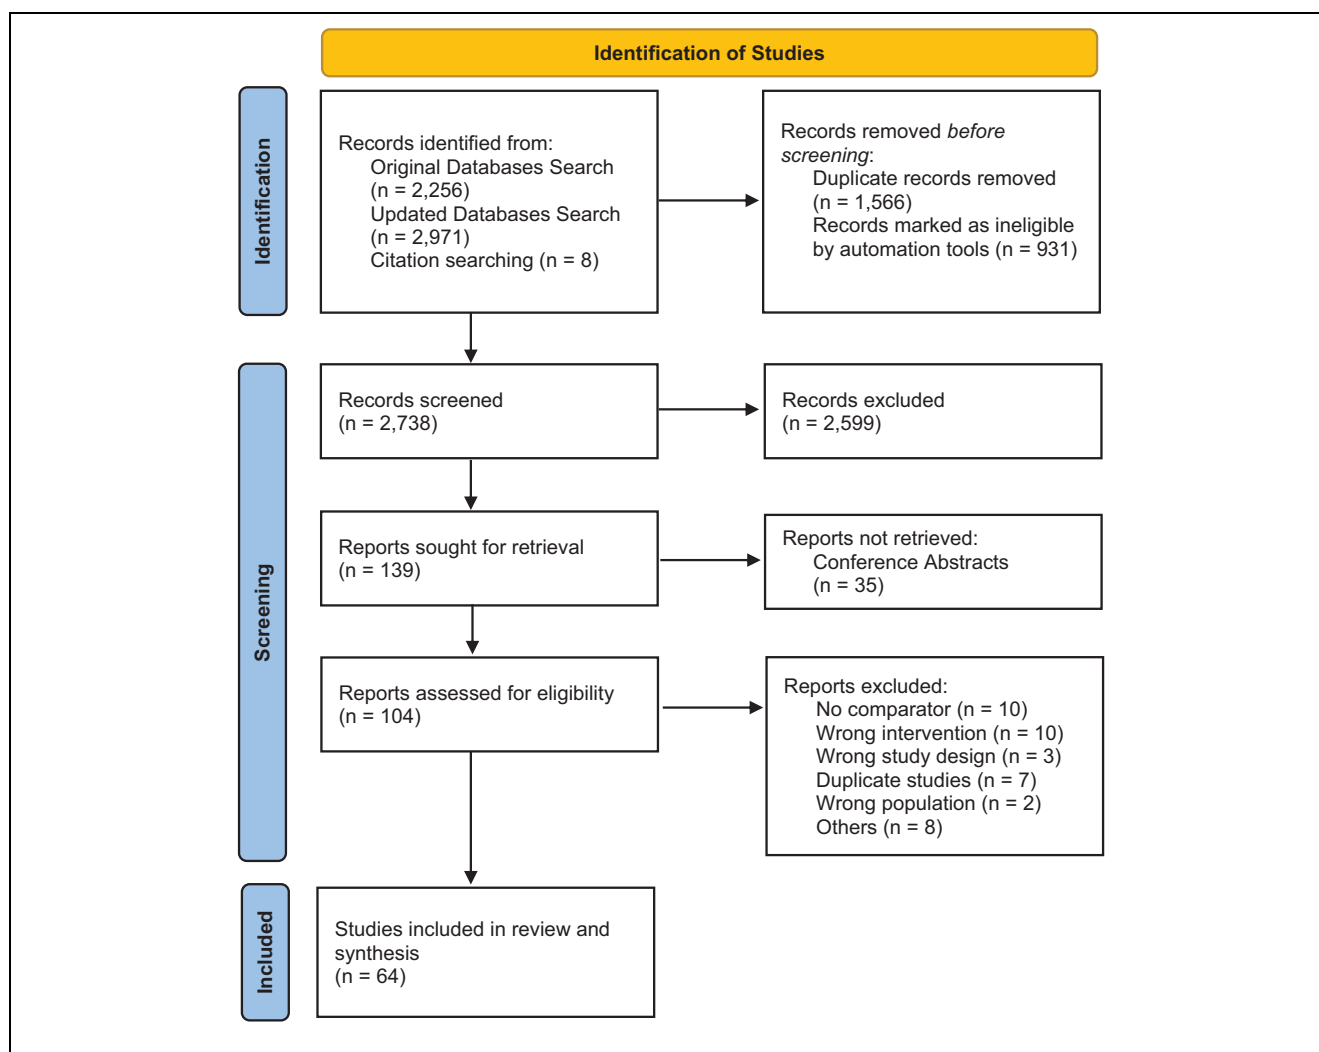 Identification of Studies
Identification
Records identified from:
Original Databases Search
(n = 2,256)
Updated Databases Search
(n = 2,971)
Citation searching (n = 8)
Records removed before
screening:
Duplicate records removed
(n = 1,566)
Records marked as ineligible
by automation tools (n = 931)
Screening
Records screened
(n = 2,738)
Records excluded
(n = 2,599)
Reports sought for retrieval
(n = 139)
Reports not retrieved:
Conference Abstracts
(n = 35)
Reports assessed for eligibility
(n = 104)
Reports excluded:
No comparator (n = 10)
Wrong intervention (n = 10)
Wrong study design (n = 3)
Duplicate studies (n = 7)
Wrong population (n = 2)
Others (n = 8)
Included
Studies included in review and
synthesis
(n = 64)